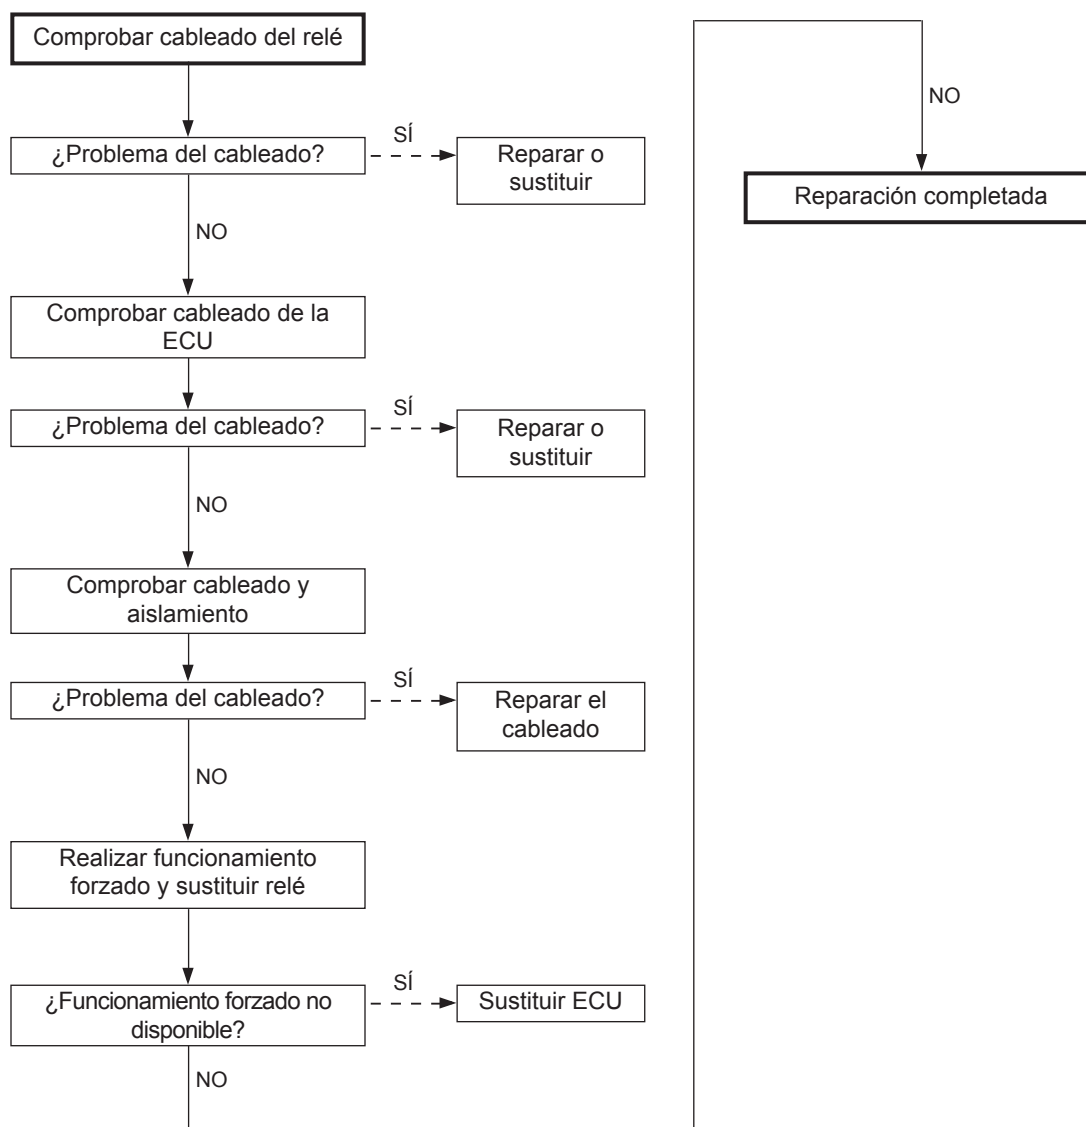 Comprobar cableado del relé
¿Problema del cableado?
SÍ
Reparar o
sustituir
NO
Comprobar cableado de la
ECU
¿Problema del cableado?
SÍ
Reparar o
sustituir
NO
Comprobar cableado y
aislamiento
¿Problema del cableado?
SÍ
Reparar el
cableado
NO
Realizar funcionamiento
forzado y sustituir relé
¿Funcionamiento forzado no
disponible?
SÍ
Sustituir ECU
NO
NO
Reparación completada